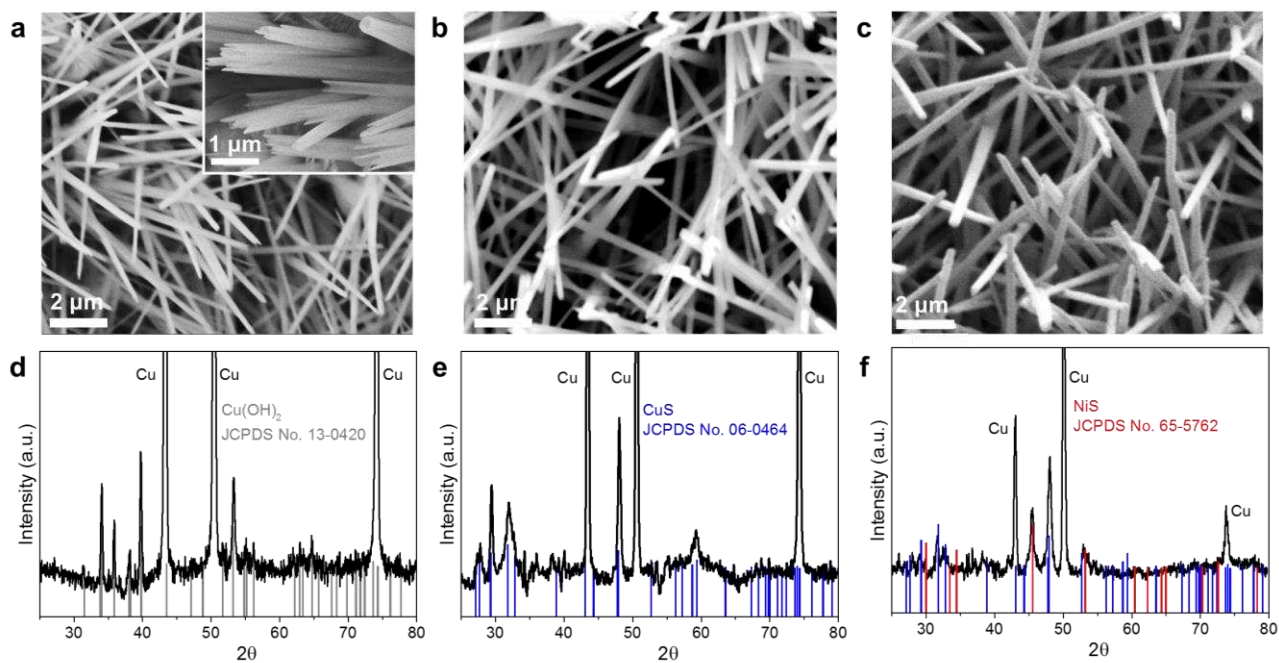 a
1 μm
2 μm
b
2 μm
c
2 μm
d
Cu
Cu
Cu
Cu(OH)2
JCPDS No. 13-0420
Intensity (a.u.)
30 40 50 60 70 80
2θ
e
Cu
Cu
Cu
CuS
JCPDS No. 06-0464
Intensity (a.u.)
30 40 50 60 70 80
2θ
f
Cu
Cu
NiS
JCPDS No. 65-5762
Cu
Intensity (a.u.)
30 40 50 60 70 80
2θ